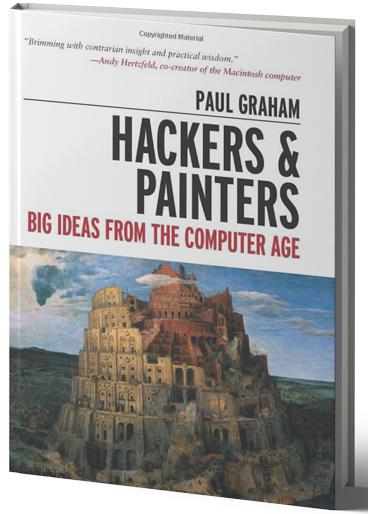 Copyrighted Material
“Brimming with contrarian insight and practical wisdom.”
—Andy Hertzfeld, co-creator of the Macintosh computer
PAUL GRAHAM
HACKERS &
PAINTERS
BIG IDEAS FROM THE COMPUTER AGE